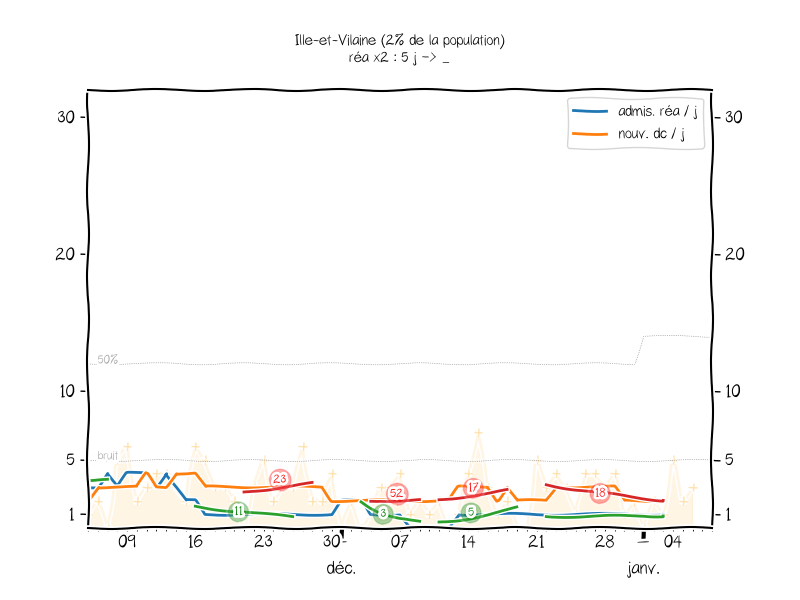 Ille-et-Vilaine (2% de la population)
réa x2 : 5 j -> _
admis. réa / j
nouv. dc / j
30
30
20
20
50%
10
10
bruit
5
5
1
1
23
52
17
18
11
3
5
09 16 23 30 07 14 21 28 04
déc. janv.